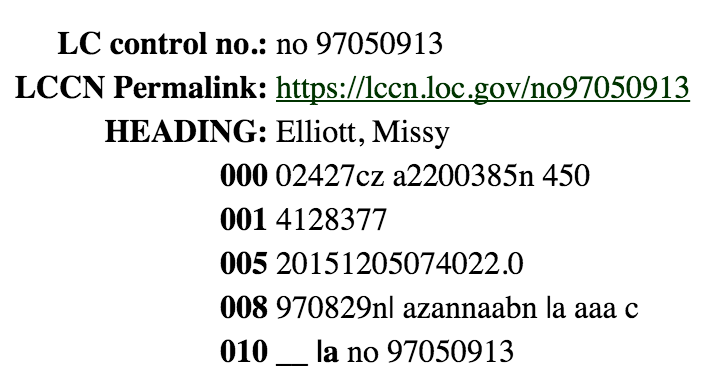 LC control no.: no 97050913
LCCN Permalink: https://lccn.loc.gov/no97050913
HEADING: Elliott, Missy
000 02427cz a2200385n 450
001 4128377
005 20151205074022.0
008 970829n| azannaabn |a aaa c
010 __ |a no 97050913